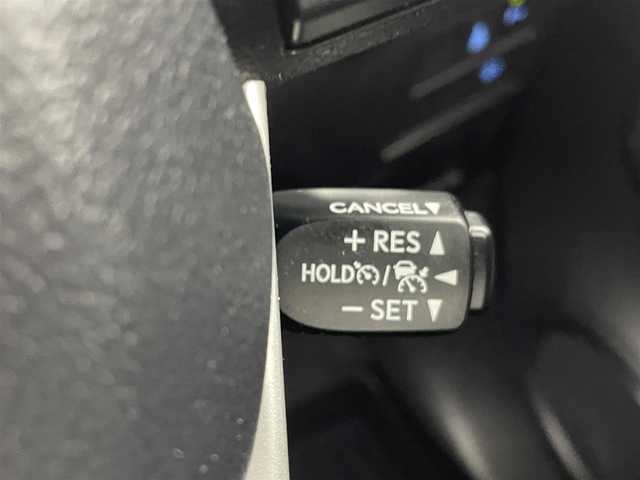 CANCEL▼
+ RES ▲
HOLD / ◀
− SET ▼